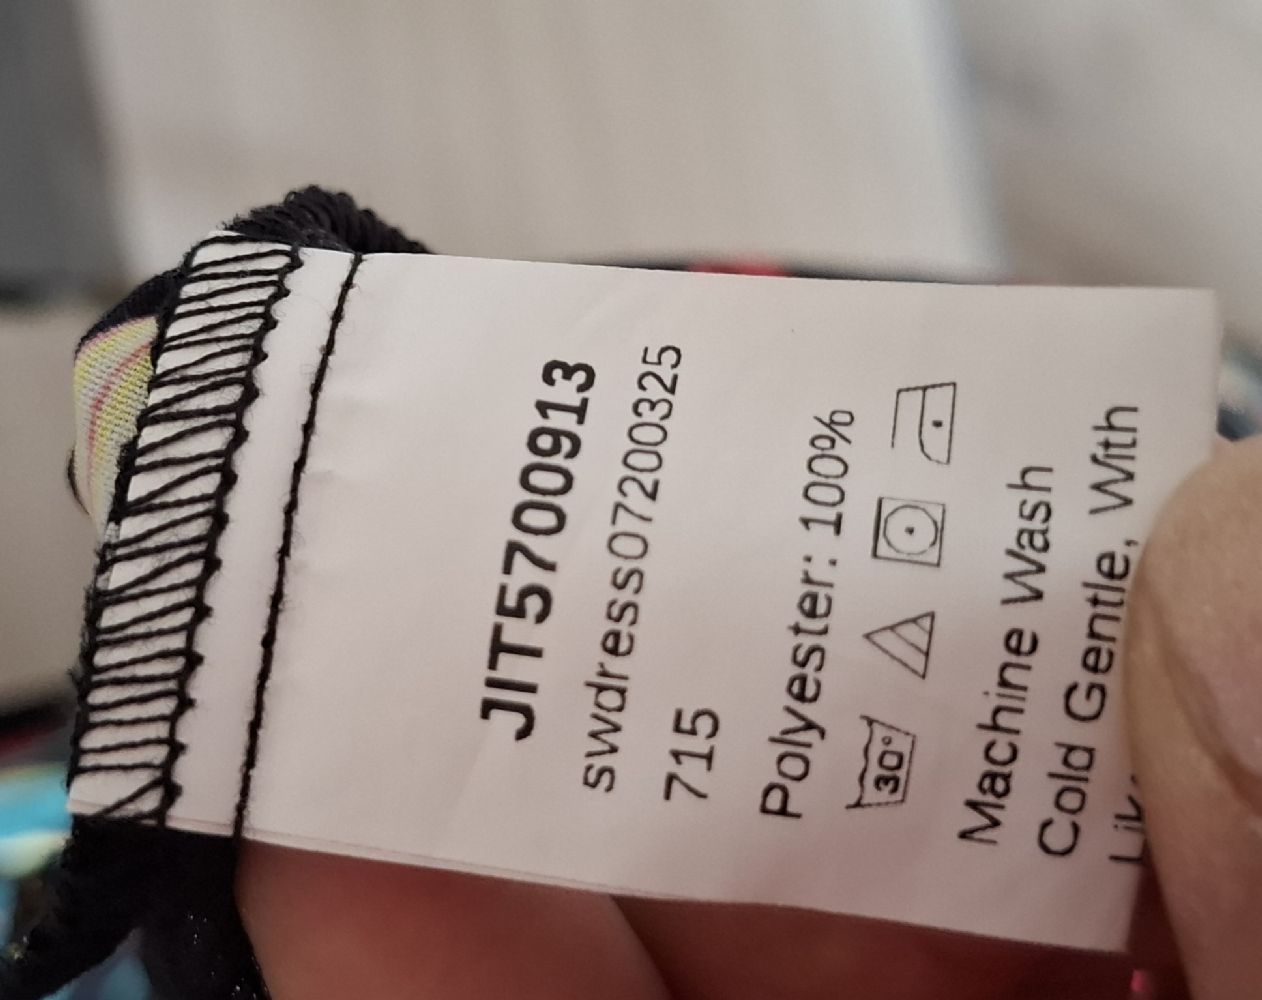 JIT5700913
swdress07200325
715
Polyester: 100%
30°
Machine Wash
Cold Gentle, With